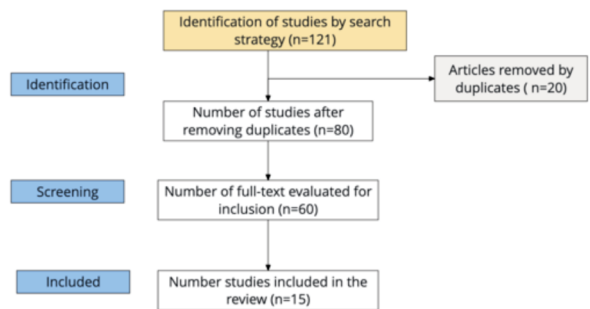 Identification of studies by search
strategy (n=121)
Identification
Articles removed by
duplicates ( n=20)
Number of studies after
removing duplicates (n=80)
Screening
Number of full-text evaluated for
inclusion (n=60)
Included
Number studies included in the
review (n=15)